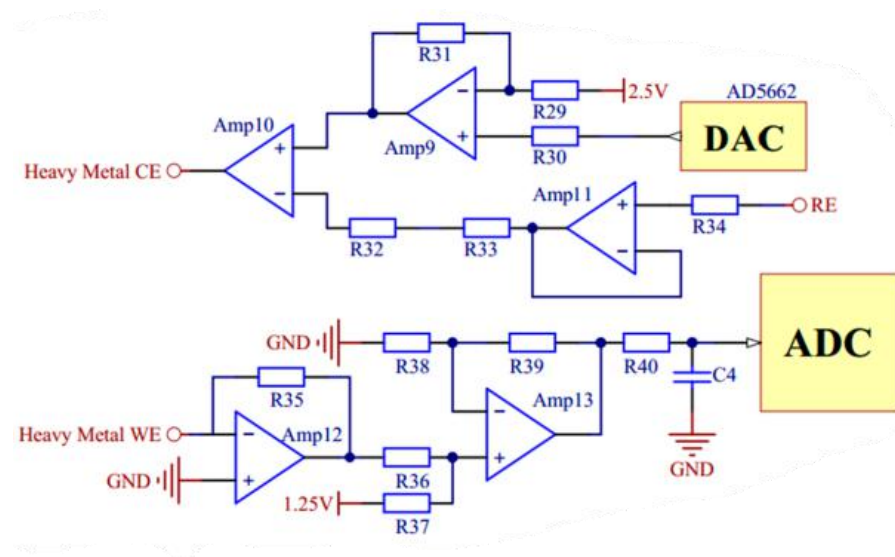 R31
2.5V
R29
AD5662
DAC
Amp10
Amp9
R30
Heavy Metal CE
Amp11
RE
R34
R32
R33
GND
R38
R39
R40
C4
ADC
R35
Amp13
Heavy Metal WE
Amp12
GND
R36
GND
1.25V
R37
+
−
−
+
+
−
−
+
−
+